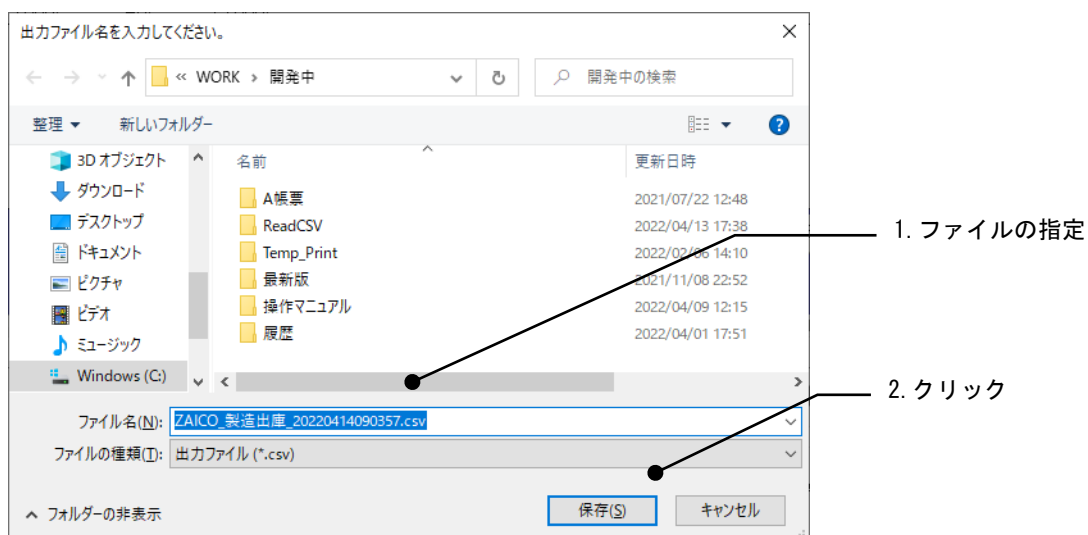 出力ファイル名を入力してください。
« WORK › 開発中
開発中の検索
整理
新しいフォルダー
3D オブジェクト
ダウンロード
デスクトップ
ドキュメント
ピクチャ
ビデオ
ミュージック
Windows (C:)
名前 更新日時
A帳票 2021/07/22 12:48
ReadCSV 2022/04/13 17:38
Temp_Print 2022/02/06 14:10
最新版 2021/11/08 22:52
操作マニュアル 2022/04/09 12:15
履歴 2022/04/01 17:51
1.ファイルの指定
2.クリック
ファイル名(N): ZAICO_製造出庫_20220414090357.csv
ファイルの種類(T): 出力ファイル (*.csv)
フォルダーの非表示
保存(S)
キャンセル